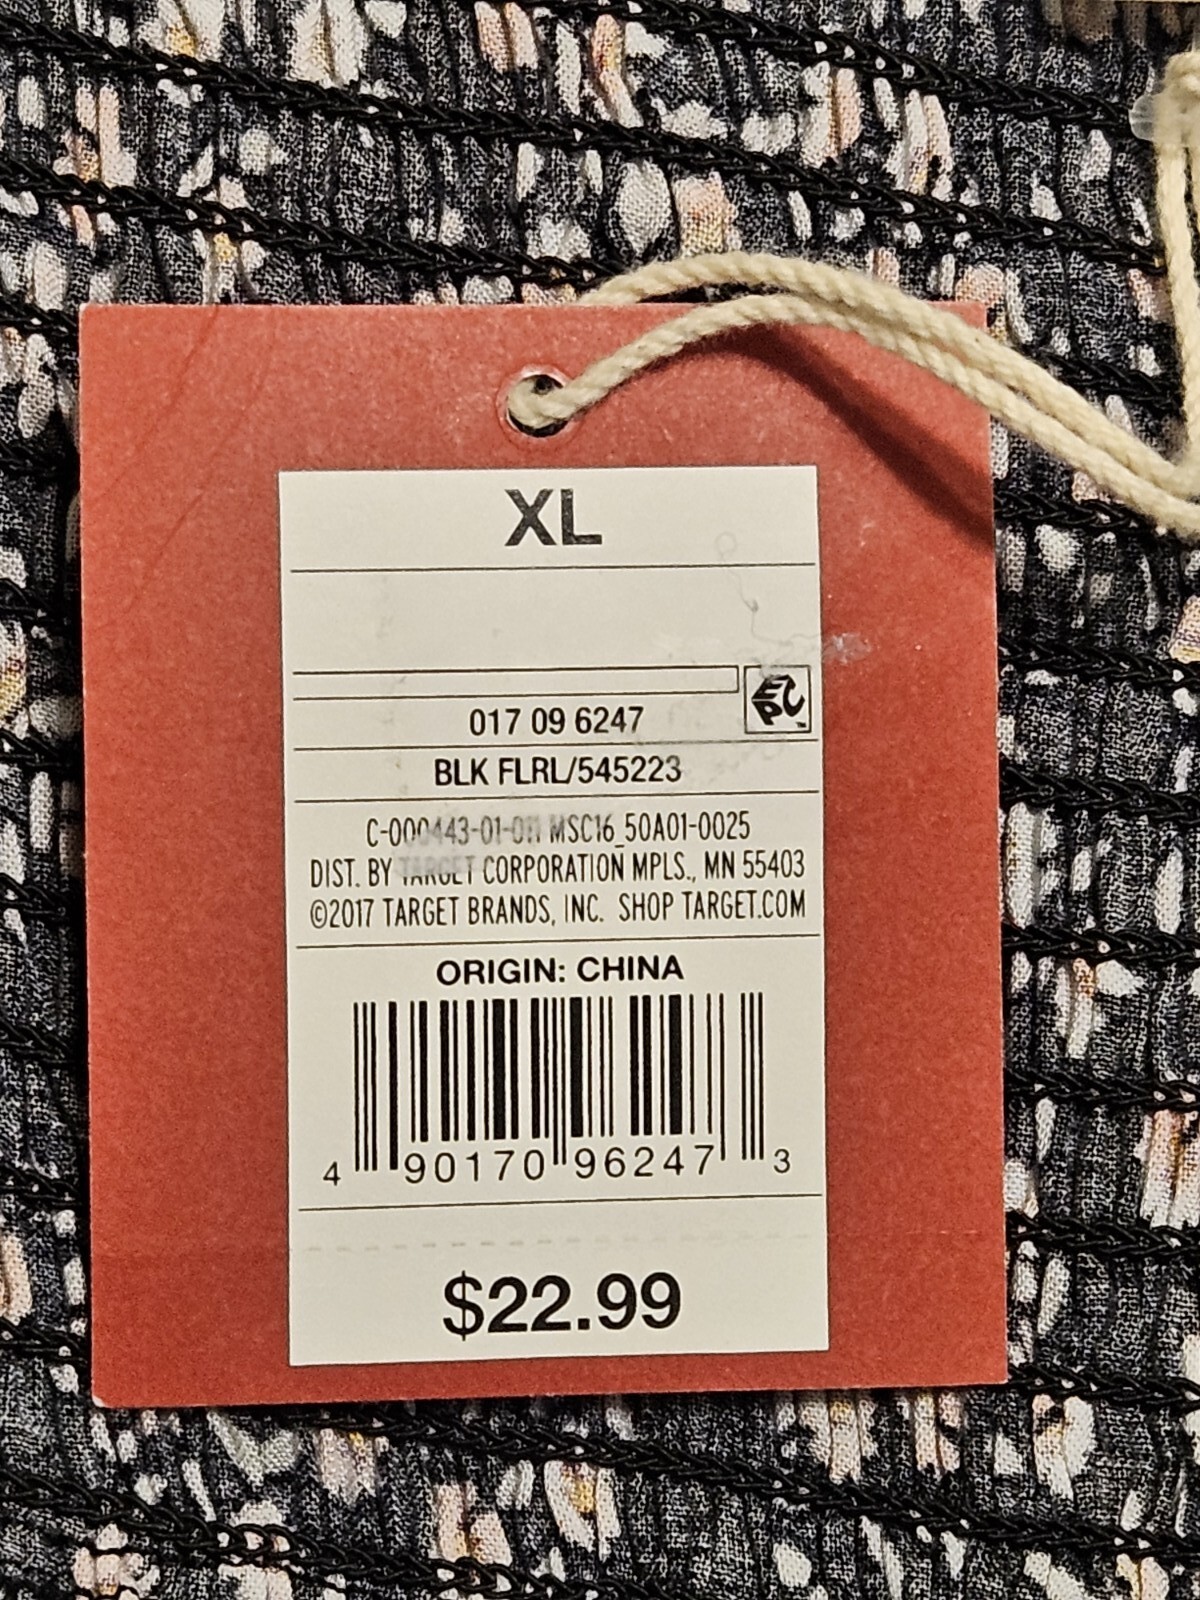 XL
EPC
017 09 6247
BLK FLRL/545223
C-000443-01-011 MSC16_50A01-0025
DIST. BY TARGET CORPORATION MPLS., MN 55403
©2017 TARGET BRANDS, INC. SHOP TARGET.COM
ORIGIN: CHINA
4 90170 96247 3
$22.99